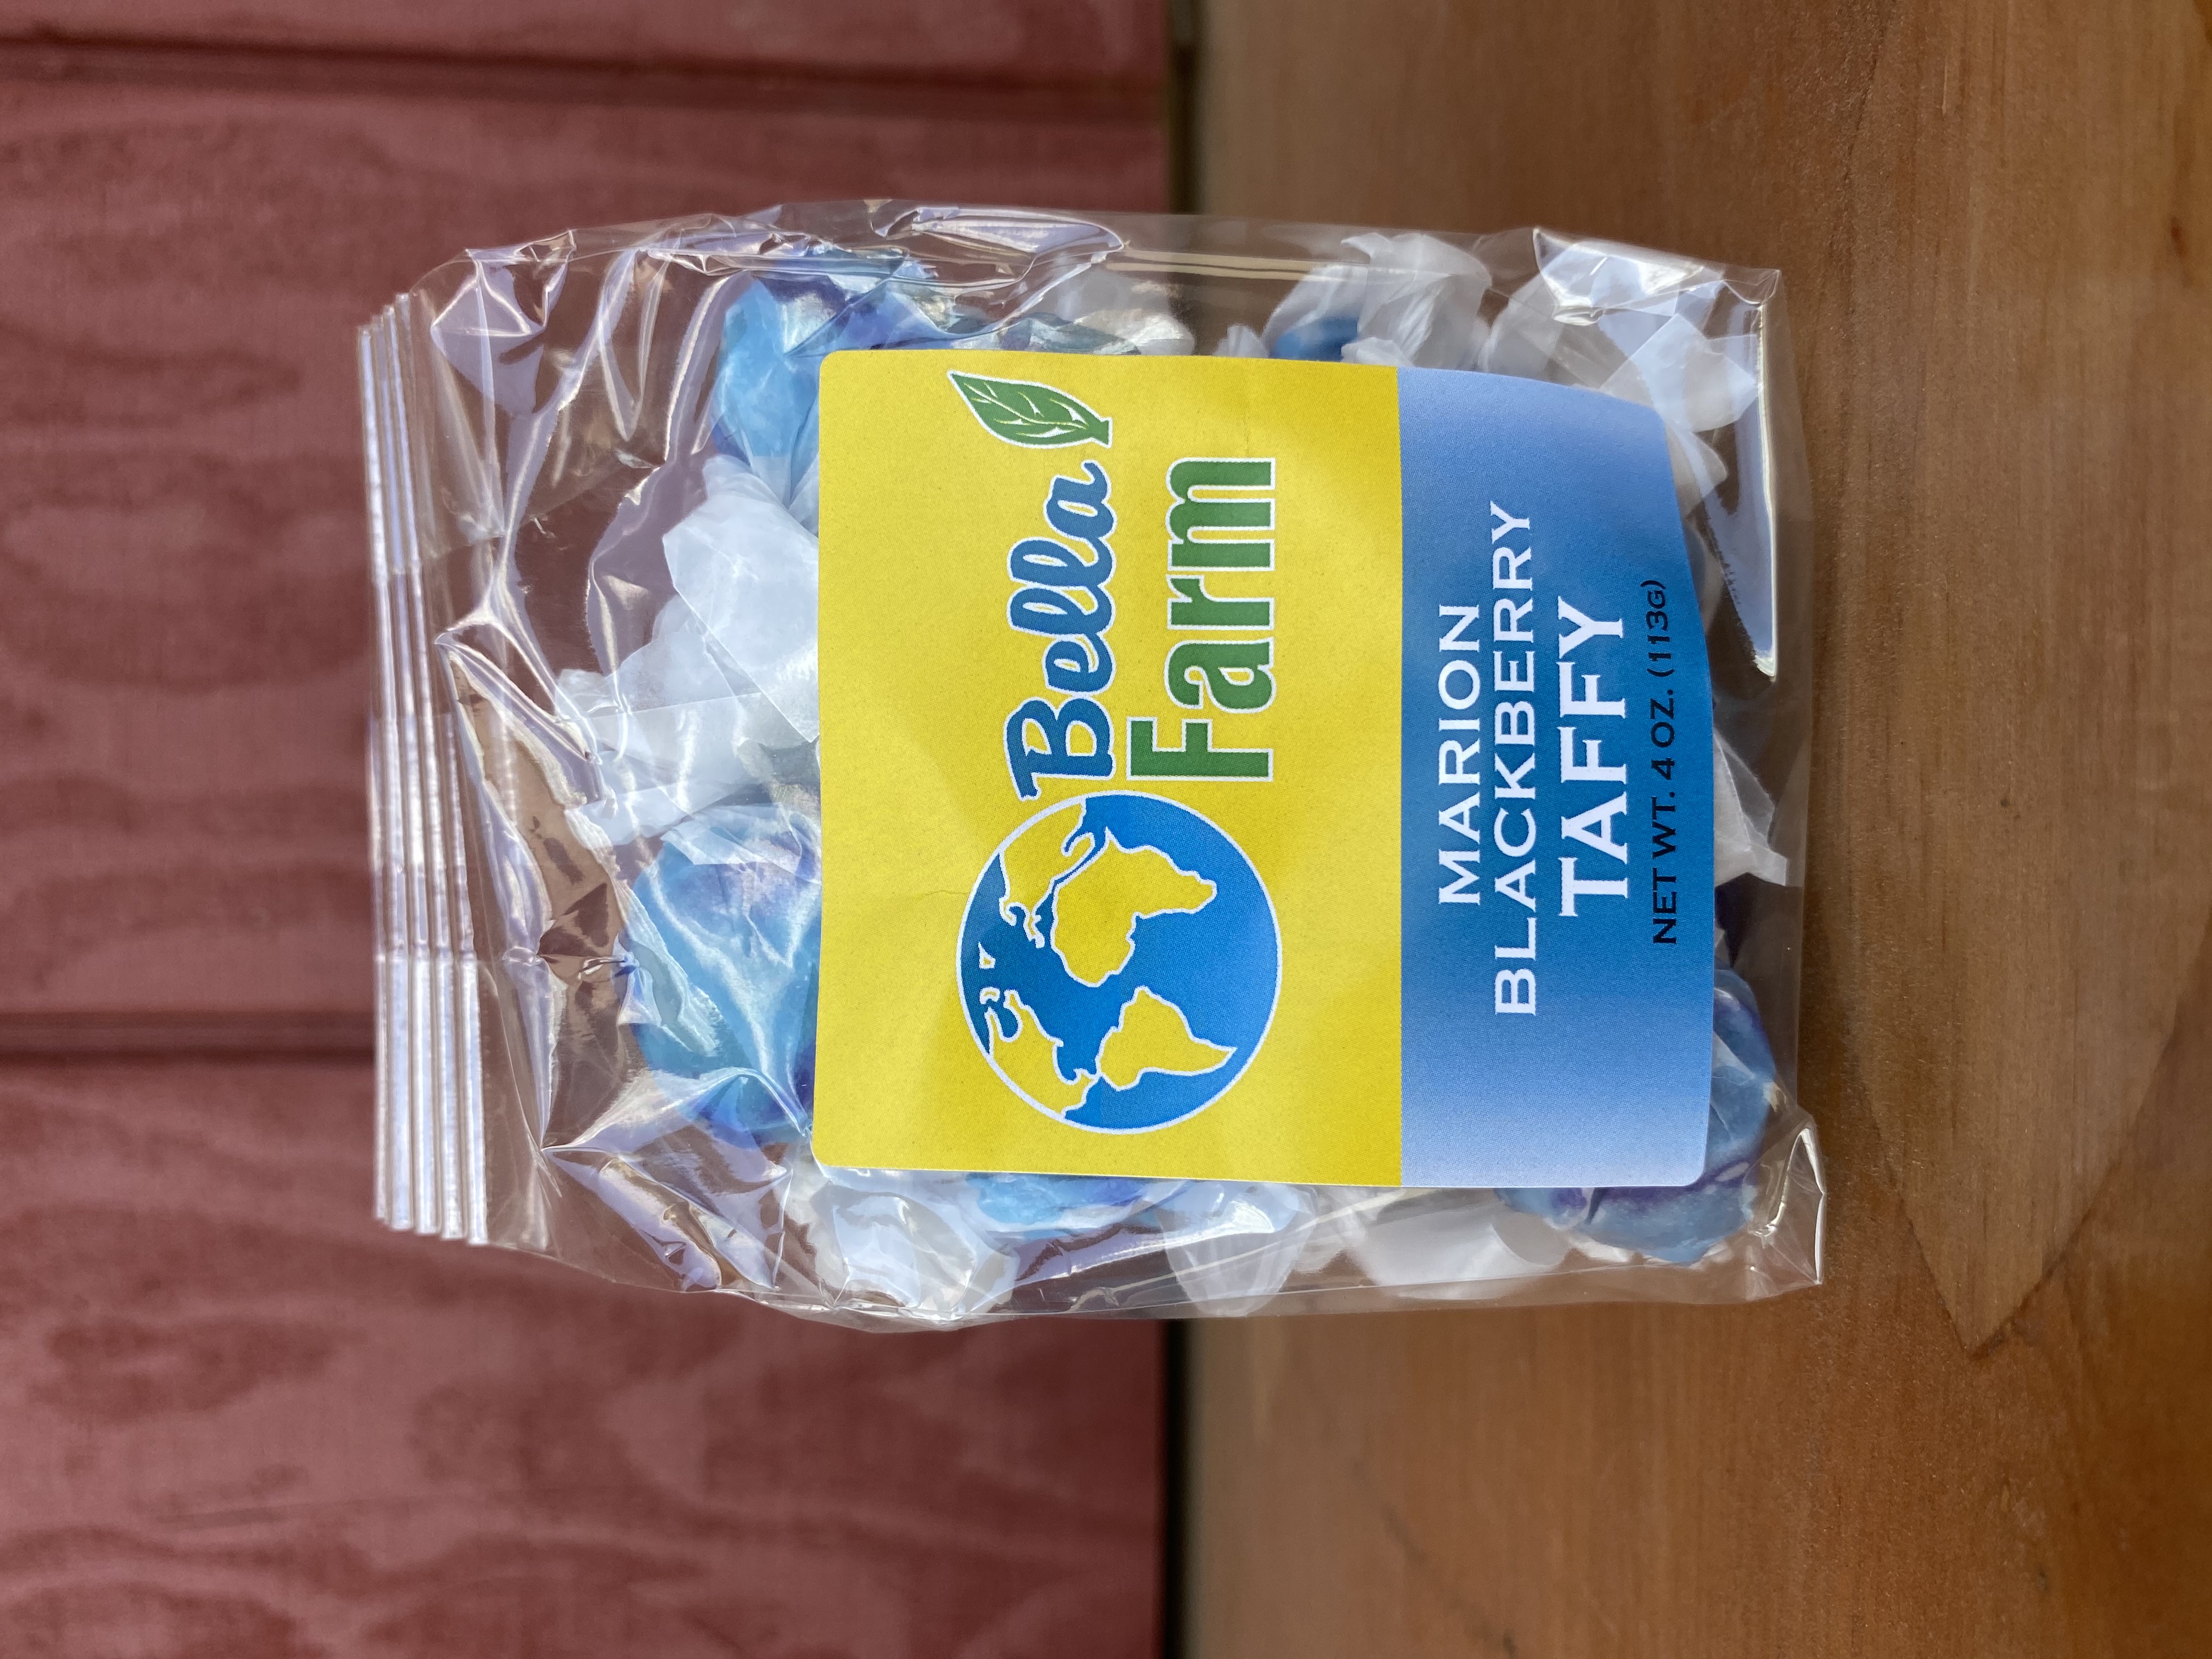 Bella
Farm
MARION
BLACKBERRY
TAFFY
NET WT. 4 OZ. (113G)